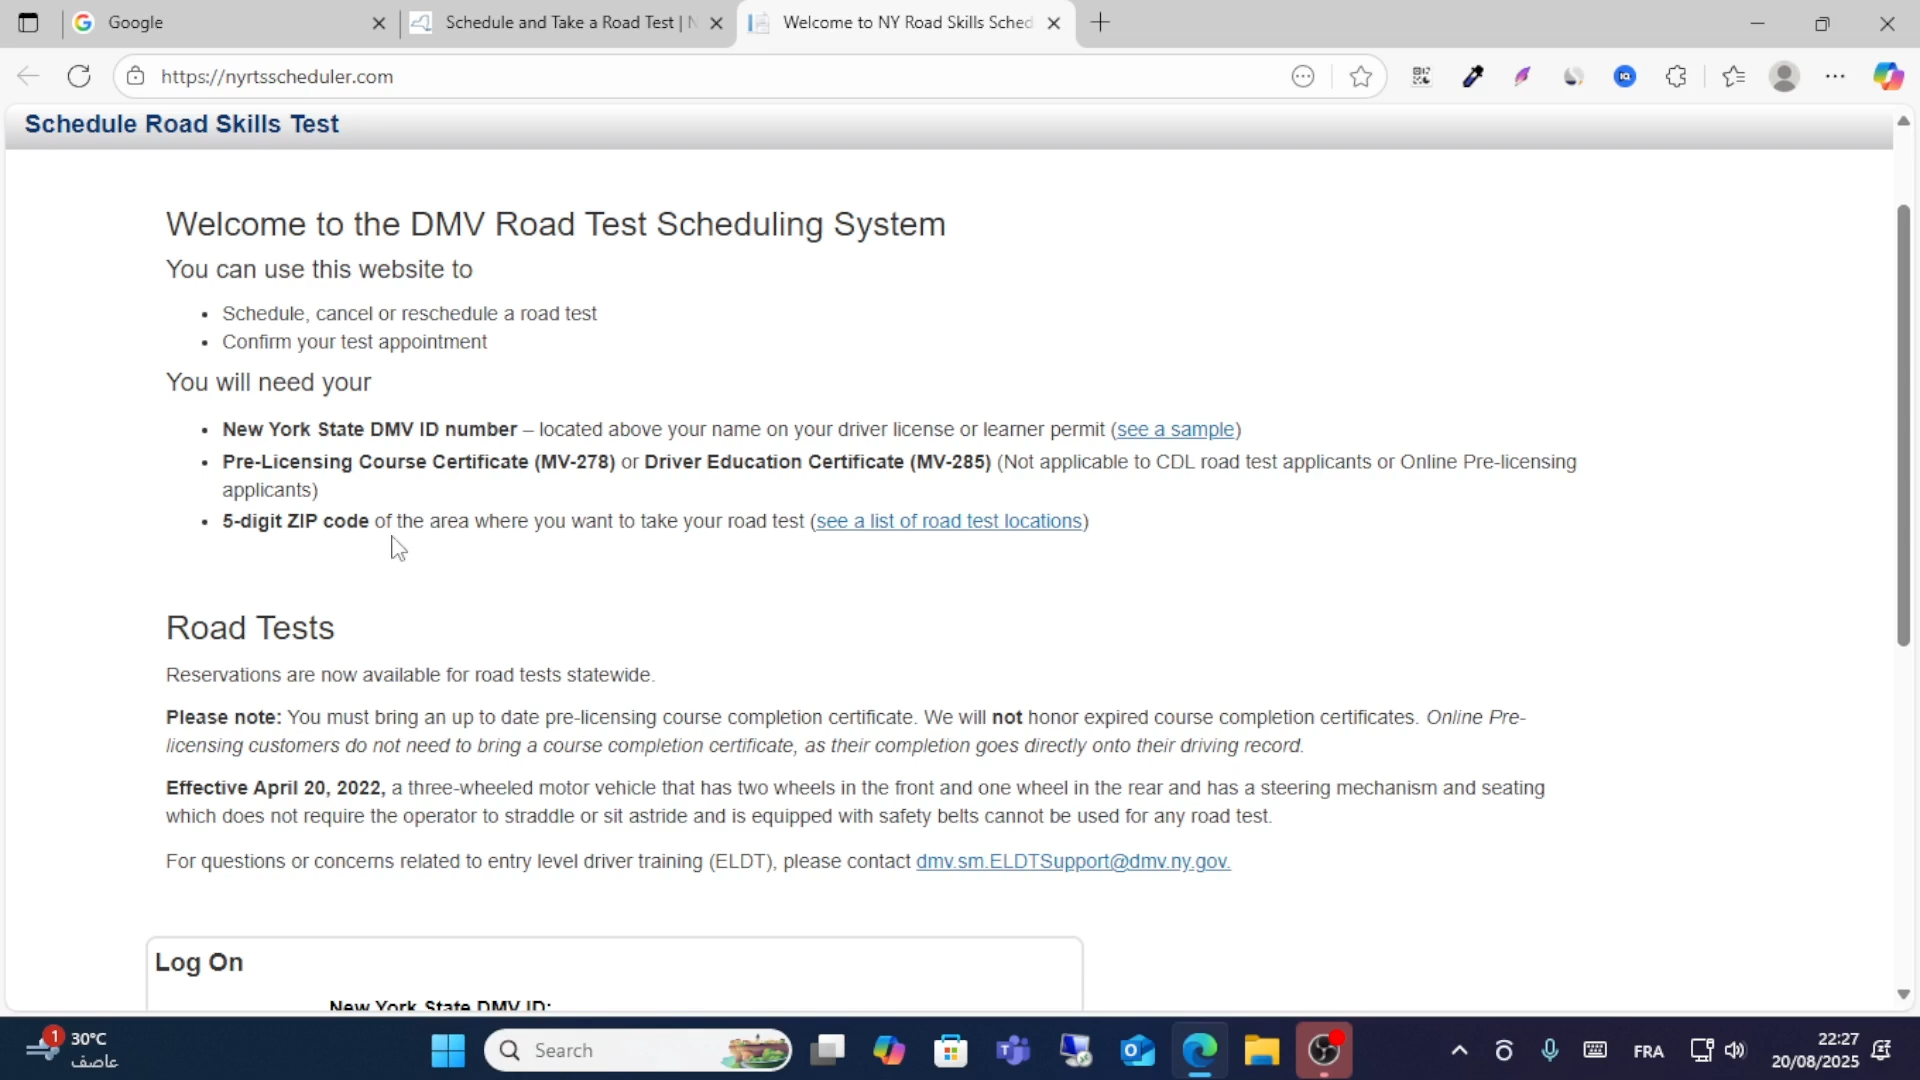 Google
Schedule and Take a Road Test | N
Welcome to NY Road Skills Sched
https://nyrtsscheduler.com
Schedule Road Skills Test
Welcome to the DMV Road Test Scheduling System
You can use this website to
• Schedule, cancel or reschedule a road test
• Confirm your test appointment
You will need your
• New York State DMV ID number – located above your name on your driver license or learner permit (see a sample)
• Pre-Licensing Course Certificate (MV-278) or Driver Education Certificate (MV-285) (Not applicable to CDL road test applicants or Online Pre-licensing
applicants)
• 5-digit ZIP code of the area where you want to take your road test (see a list of road test locations)
Road Tests
Reservations are now available for road tests statewide.
Please note: You must bring an up to date pre-licensing course completion certificate. We will not honor expired course completion certificates. Online Pre-
licensing customers do not need to bring a course completion certificate, as their completion goes directly onto their driving record.
Effective April 20, 2022, a three-wheeled motor vehicle that has two wheels in the front and one wheel in the rear and has a steering mechanism and seating
which does not require the operator to straddle or sit astride and is equipped with safety belts cannot be used for any road test.
For questions or concerns related to entry level driver training (ELDT), please contact dmv.sm.ELDTSupport@dmv.ny.gov.
Log On
New York State DMV ID:
1
30°C
عاصف
Search
FRA
22:27
20/08/2025